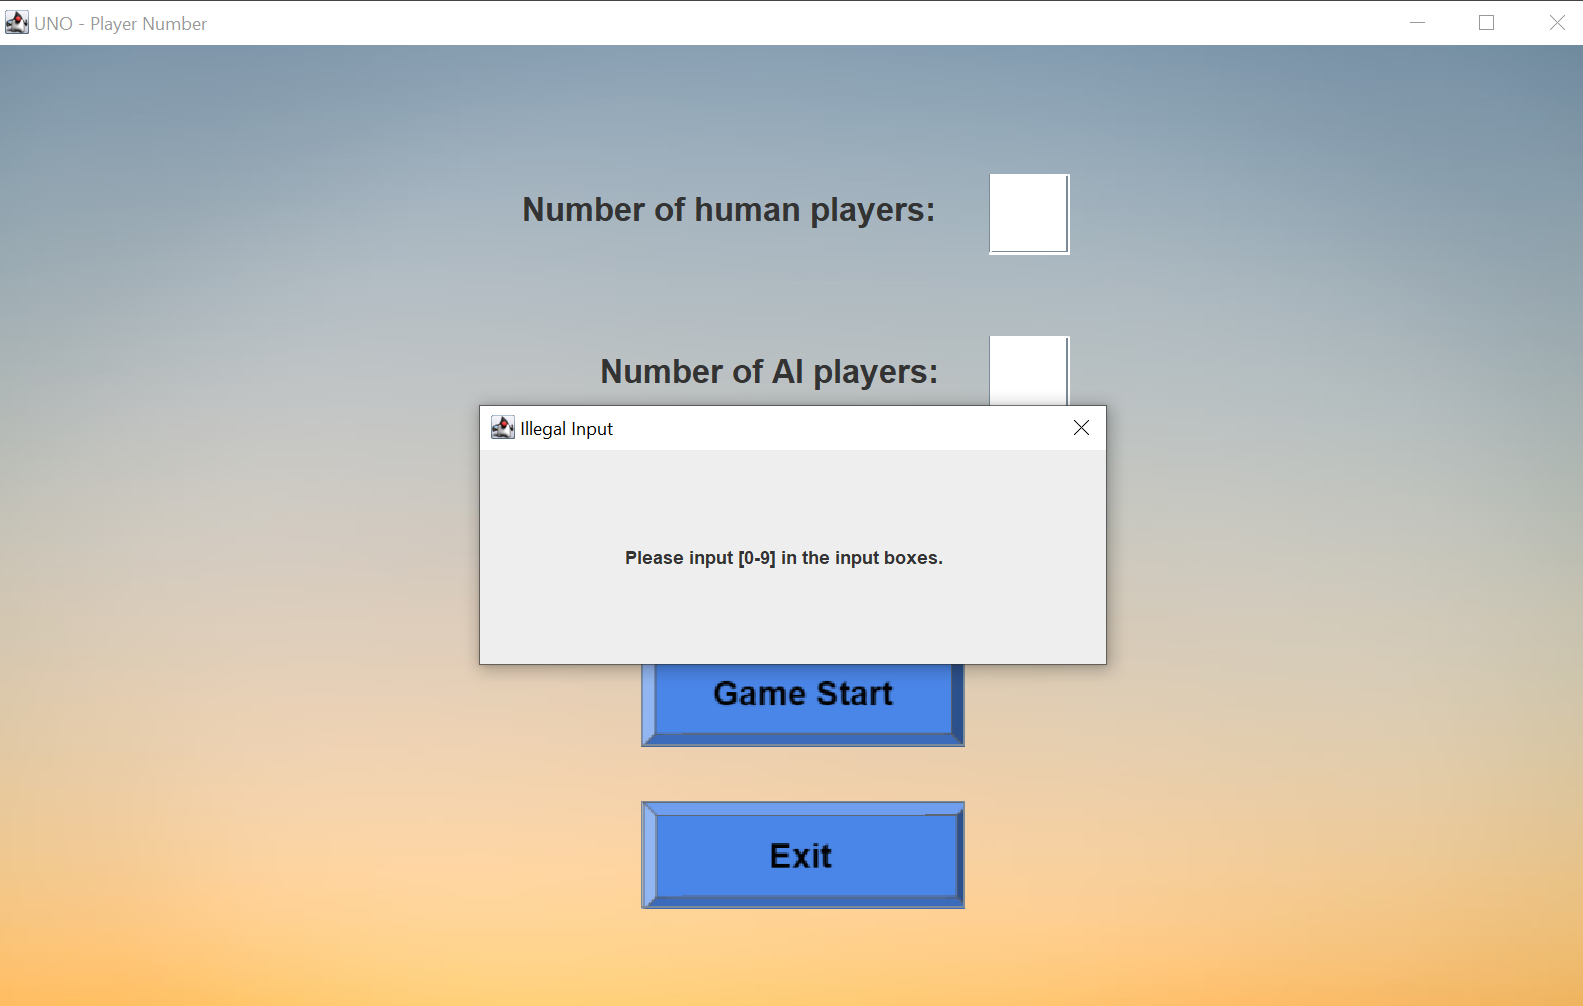 UNO - Player Number
Number of human players:
Number of AI players:
Illegal Input
Please input [0-9] in the input boxes.
Game Start
Exit